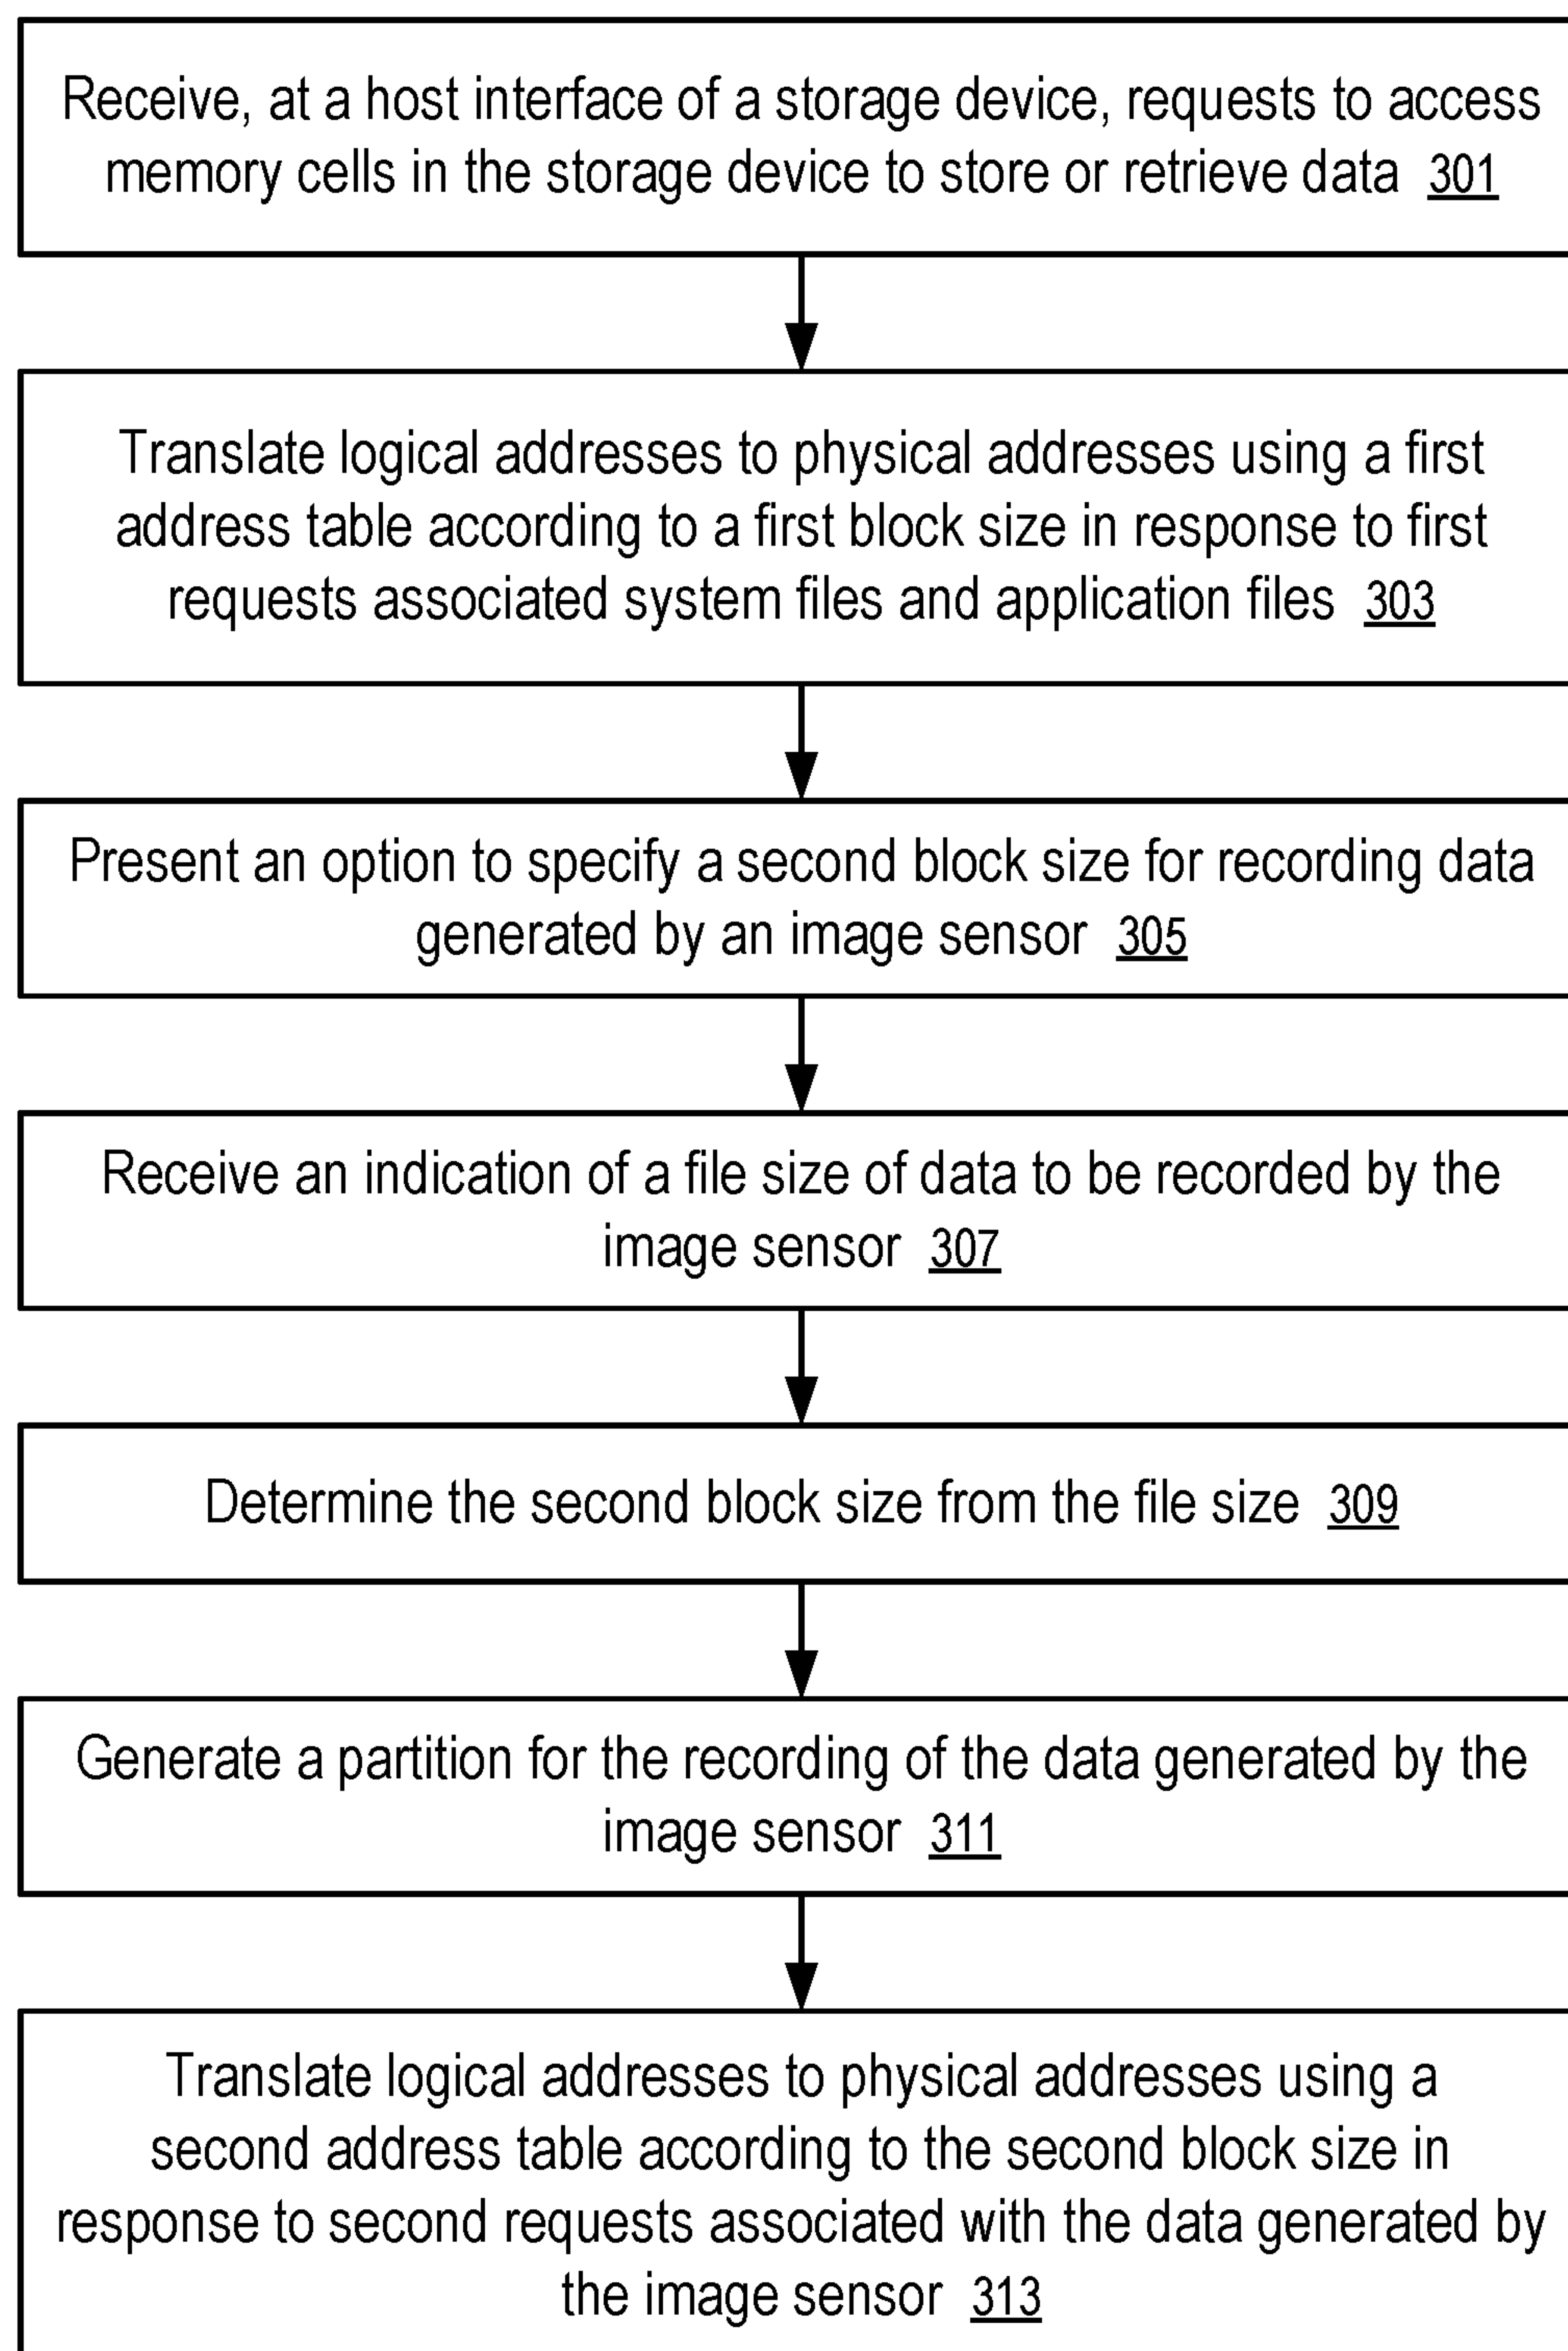 Receive, at a host interface of a storage device, requests to access
memory cells in the storage device to store or retrieve data 301
Translate logical addresses to physical addresses using a first
address table according to a first block size in response to first
requests associated system files and application files 303
Present an option to specify a second block size for recording data
generated by an image sensor 305
Receive an indication of a file size of data to be recorded by the
image sensor 307
Determine the second block size from the file size 309
Generate a partition for the recording of the data generated by the
image sensor 311
Translate logical addresses to physical addresses using a
second address table according to the second block size in
response to second requests associated with the data generated by
the image sensor 313